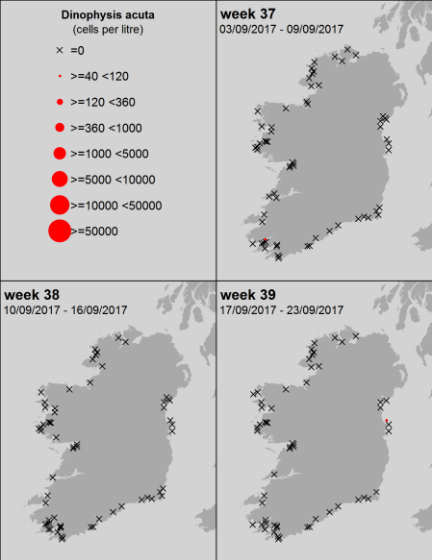 Dinophysis acuta
(cells per litre)
=0
>=40 <120
>=120 <360
>=360 <1000
>=1000 <5000
>=5000 <10000
>=10000 <50000
>=50000
week 37
03/09/2017 - 09/09/2017
week 38
10/09/2017 - 16/09/2017
week 39
17/09/2017 - 23/09/2017